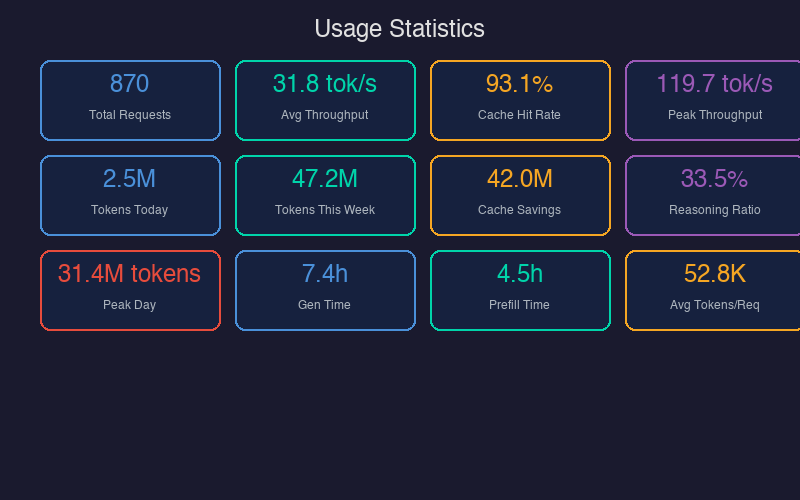 Usage Statistics
870
Total Requests
31.8 tok/s
Avg Throughput
93.1%
Cache Hit Rate
119.7 tok/s
Peak Throughput
2.5M
Tokens Today
47.2M
Tokens This Week
42.0M
Cache Savings
33.5%
Reasoning Ratio
31.4M tokens
Peak Day
7.4h
Gen Time
4.5h
Prefill Time
52.8K
Avg Tokens/Req